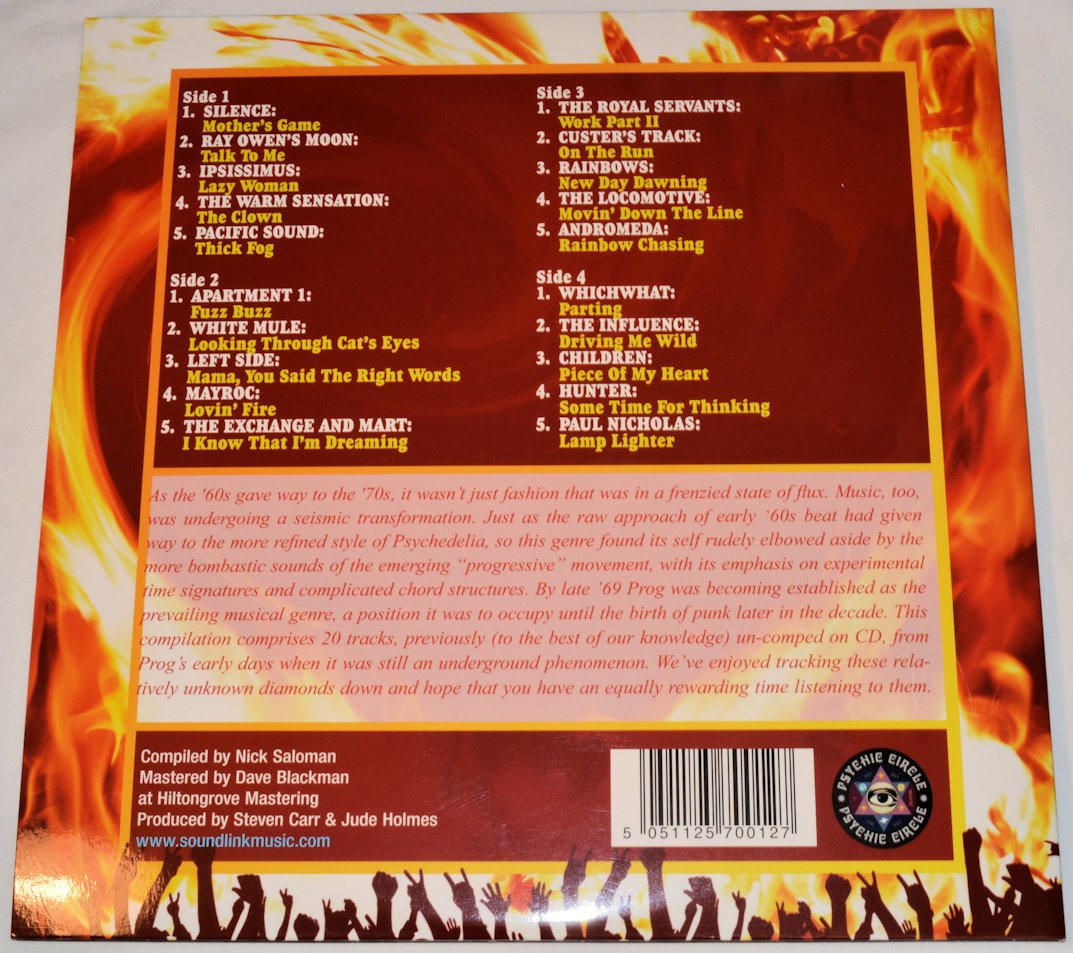 Side 1
1. SILENCE:
Mother's Game
2. RAY OWEN'S MOON:
Talk To Me
3. IPSISSIMUS:
Lazy Woman
4. THE WARM SENSATION:
The Clown
5. PACIFIC SOUND:
Thick Fog
Side 2
1. APARTMENT 1:
Fuzz Buzz
2. WHITE MULE:
Looking Through Cat's Eyes
3. LEFT SIDE:
Mama, You Said The Right Words
4. MAYROC:
Lovin' Fire
5. THE EXCHANGE AND MART:
I Know That I'm Dreaming
Side 3
1. THE ROYAL SERVANTS:
Work Part II
2. CUSTER'S TRACK:
On The Run
3. RAINBOWS:
New Day Dawning
4. THE LOCOMOTIVE:
Movin' Down The Line
5. ANDROMEDA:
Rainbow Chasing
Side 4
1. WHICHWHAT:
Parting
2. THE INFLUENCE:
Driving Me Wild
3. CHILDREN:
Piece Of My Heart
4. HUNTER:
Some Time For Thinking
5. PAUL NICHOLAS:
Lamp Lighter
As the '60s gave way to the '70s, it wasn't just fashion that was in a frenzied state of flux. Music, too,
was undergoing a seismic transformation. Just as the raw approach of early ‘60s beat had given
way to the more refined style of Psychedelia, so this genre found its self rudely elbowed aside by the
more bombastic sounds of the emerging “progressive” movement, with its emphasis on experimental
time signatures and complicated chord structures. By late ’69 Prog was becoming established as the
prevailing musical genre, a position it was to occupy until the birth of punk later in the decade. This
compilation comprises 20 tracks, previously (to the best of our knowledge) un-comped on CD, from
Prog's early days when it was still an underground phenomenon. We've enjoyed tracking these rela-
tively unknown diamonds down and hope that you have an equally rewarding time listening to them.
Compiled by Nick Saloman
Mastered by Dave Blackman
at Hiltongrove Mastering
Produced by Steven Carr & Jude Holmes
www.soundlinkmusic.com
5 051125 700127
PSYCHIC CIRCLE
PSYCHIC CIRCLE